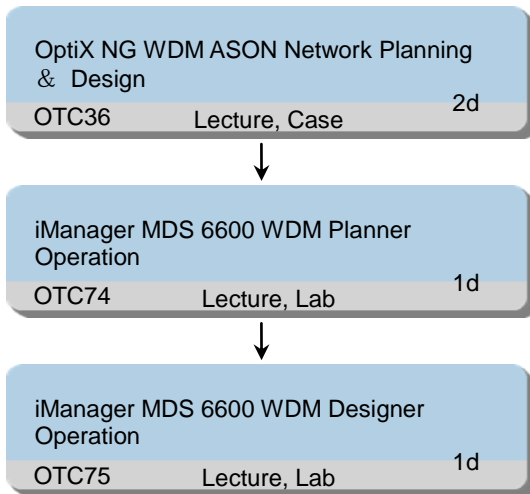 OptiX NG WDM ASON Network Planning
& Design
2d
OTC36 Lecture, Case
iManager MDS 6600 WDM Planner
Operation
1d
OTC74 Lecture, Lab
iManager MDS 6600 WDM Designer
Operation
1d
OTC75 Lecture, Lab